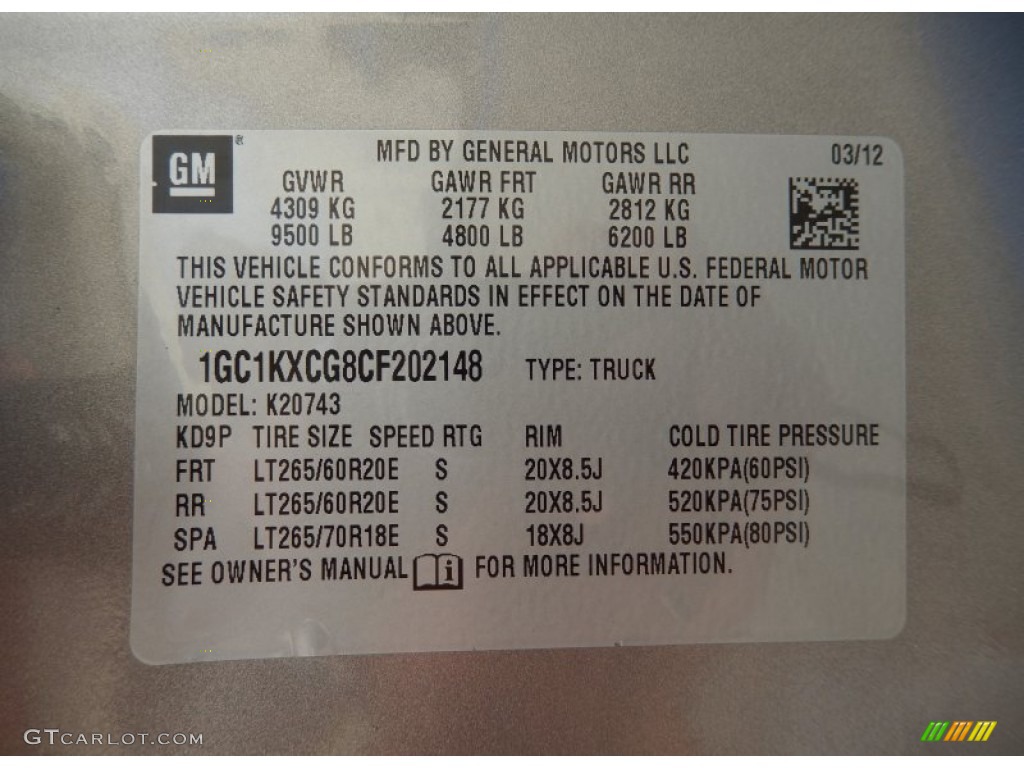 GM ®
MFD BY GENERAL MOTORS LLC 03/12
GVWR GAWR FRT GAWR RR
4309 KG 2177 KG 2812 KG
9500 LB 4800 LB 6200 LB
THIS VEHICLE CONFORMS TO ALL APPLICABLE U.S. FEDERAL MOTOR
VEHICLE SAFETY STANDARDS IN EFFECT ON THE DATE OF
MANUFACTURE SHOWN ABOVE.
1GC1KXCG8CF202148 TYPE: TRUCK
MODEL: K20743
KD9P TIRE SIZE SPEED RTG RIM COLD TIRE PRESSURE
FRT LT265/60R20E S 20X8.5J 420KPA(60PSI)
RR LT265/60R20E S 20X8.5J 520KPA(75PSI)
SPA LT265/70R18E S 18X8J 550KPA(80PSI)
SEE OWNER'S MANUAL i FOR MORE INFORMATION.
GTCARLOT.COM